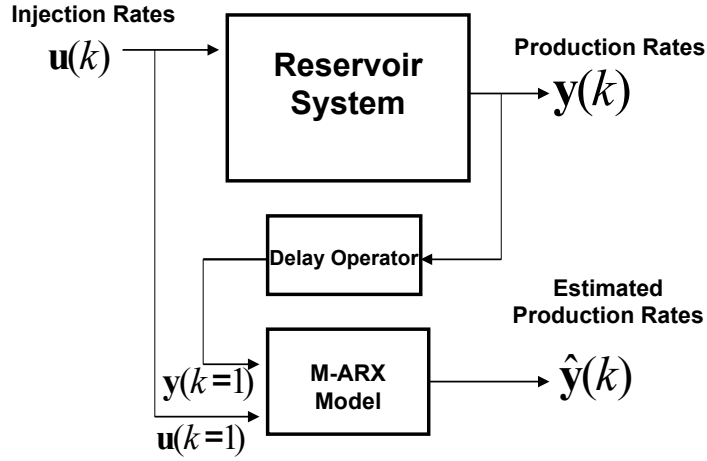 Injection Rates
u(k)
Reservoir
System
Production Rates
y(k)
Delay Operator
Estimated
Production Rates
y(k=1)
M-ARX
Model
ŷ(k)
u(k=1)